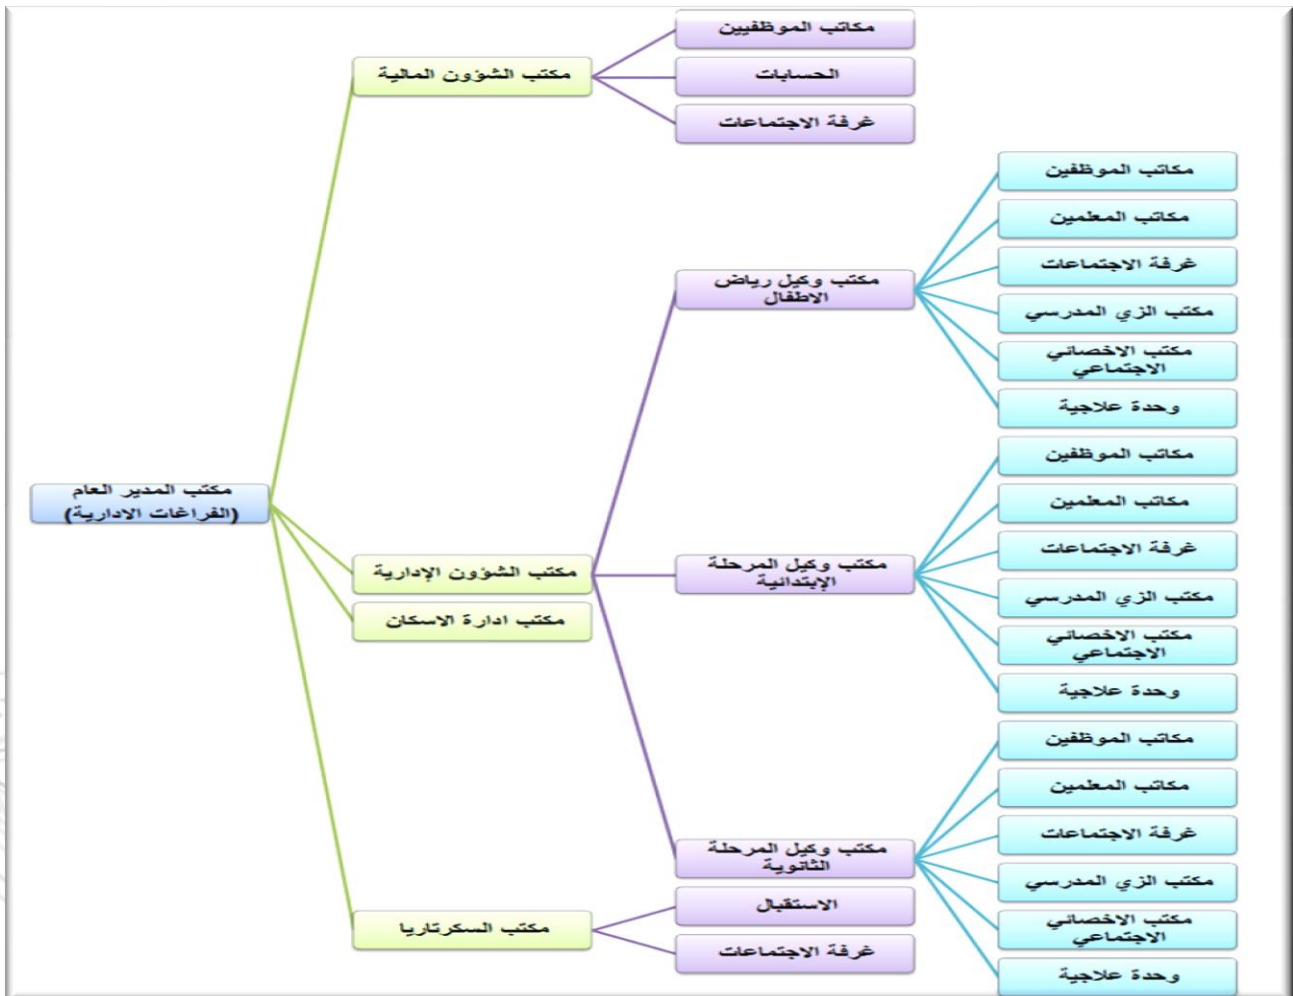 مكتب المدير العام
(الفراغات الادارية)
مكتب الشؤون المالية
مكاتب الموظفيين
الحسابات
غرفة الاجتماعات
مكتب الشؤون الإدارية
مكتب وكيل رياض
الاطفال
مكاتب الموظفين
مكاتب المعلمين
غرفة الاجتماعات
مكتب الزي المدرسي
مكتب الاخصائي
الاجتماعي
وحدة علاجية
مكتب وكيل المرحلة
الإبتدائية
مكاتب الموظفين
مكاتب المعلمين
غرفة الاجتماعات
مكتب الزي المدرسي
مكتب الاخصائي
الاجتماعي
وحدة علاجية
مكتب وكيل المرحلة
الثانوية
مكاتب الموظفين
مكاتب المعلمين
غرفة الاجتماعات
مكتب الزي المدرسي
مكتب الاخصائي
الاجتماعي
وحدة علاجية
مكتب ادارة الاسكان
مكتب السكرتاريا
الاستقبال
غرفة الاجتماعات